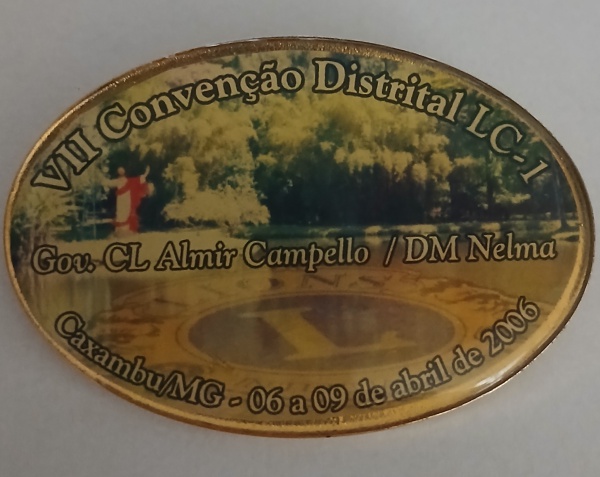 VII Convenção Distrital LC-1
Gov. CL Almir Campello / DM Nelma
LIONS
L
Caxambu/MG - 06 a 09 de abril de 2006